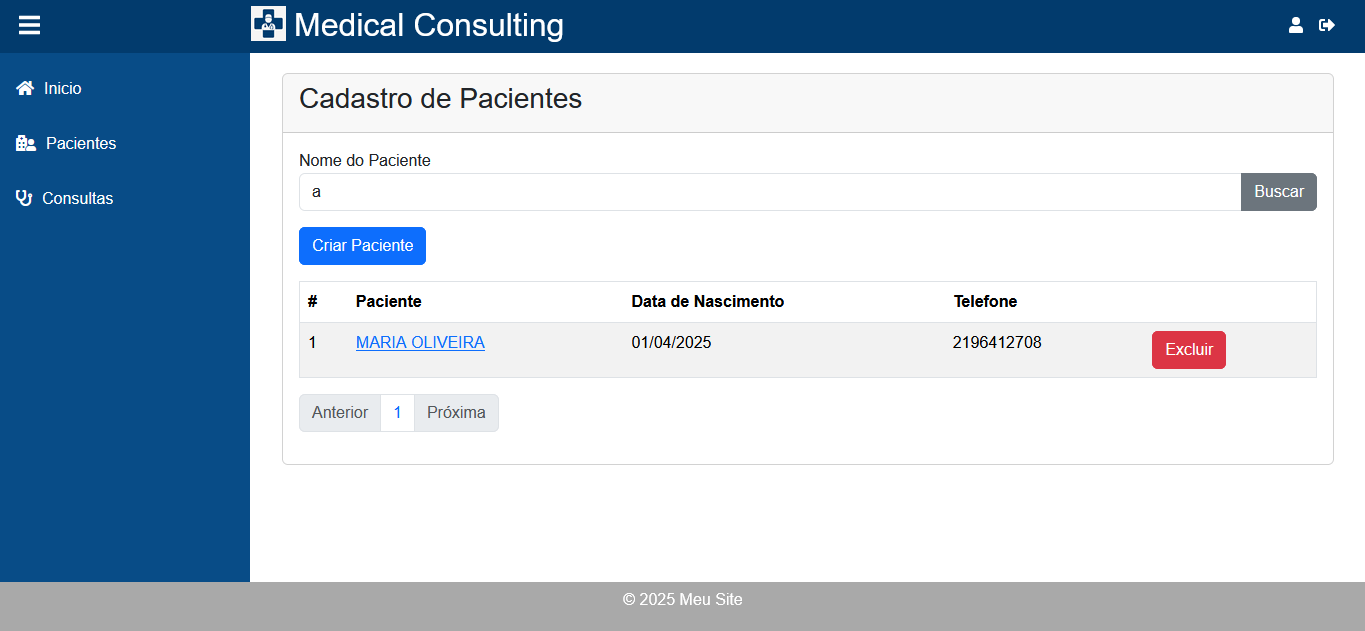 Medical Consulting
Inicio
Pacientes
Consultas
Cadastro de Pacientes
Nome do Paciente
a Buscar
Criar Paciente
# Paciente Data de Nascimento Telefone
1 MARIA OLIVEIRA 01/04/2025 2196412708 Excluir
Anterior 1 Próxima
© 2025 Meu Site